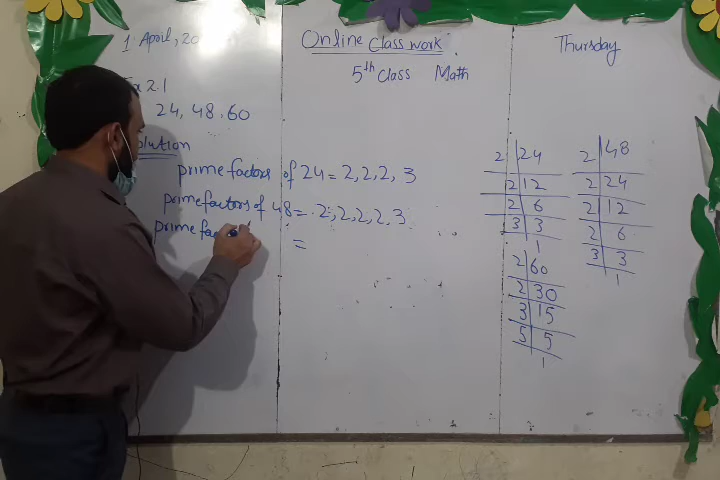 1 April, 20
Online Class work
Thursday
5th Class Math
2.1
24, 48, 60
lution
prime factors of 24 = 2, 2, 2, 3
prime factors of 48 = 2, 2, 2, 2, 3
prime fac
=
2 24
2 12
2 6
3 3
1
2 48
2 24
2 12
2 6
3 3
1
2 60
2 30
3 15
5 5
1